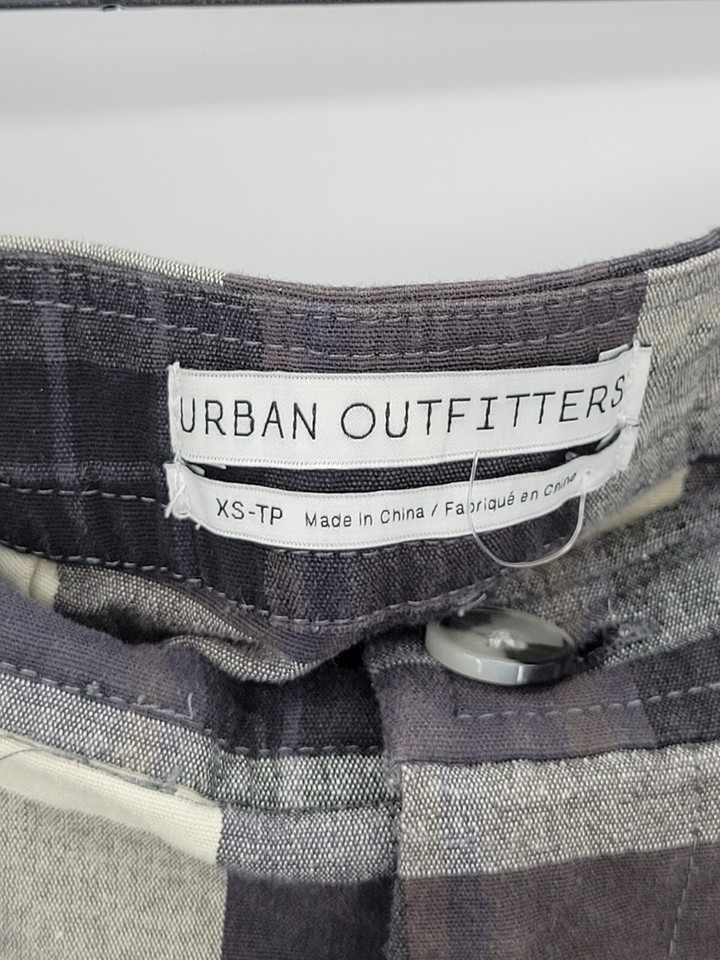 URBAN OUTFITTERS
XS-TP Made in China / Fabriqué en Chine